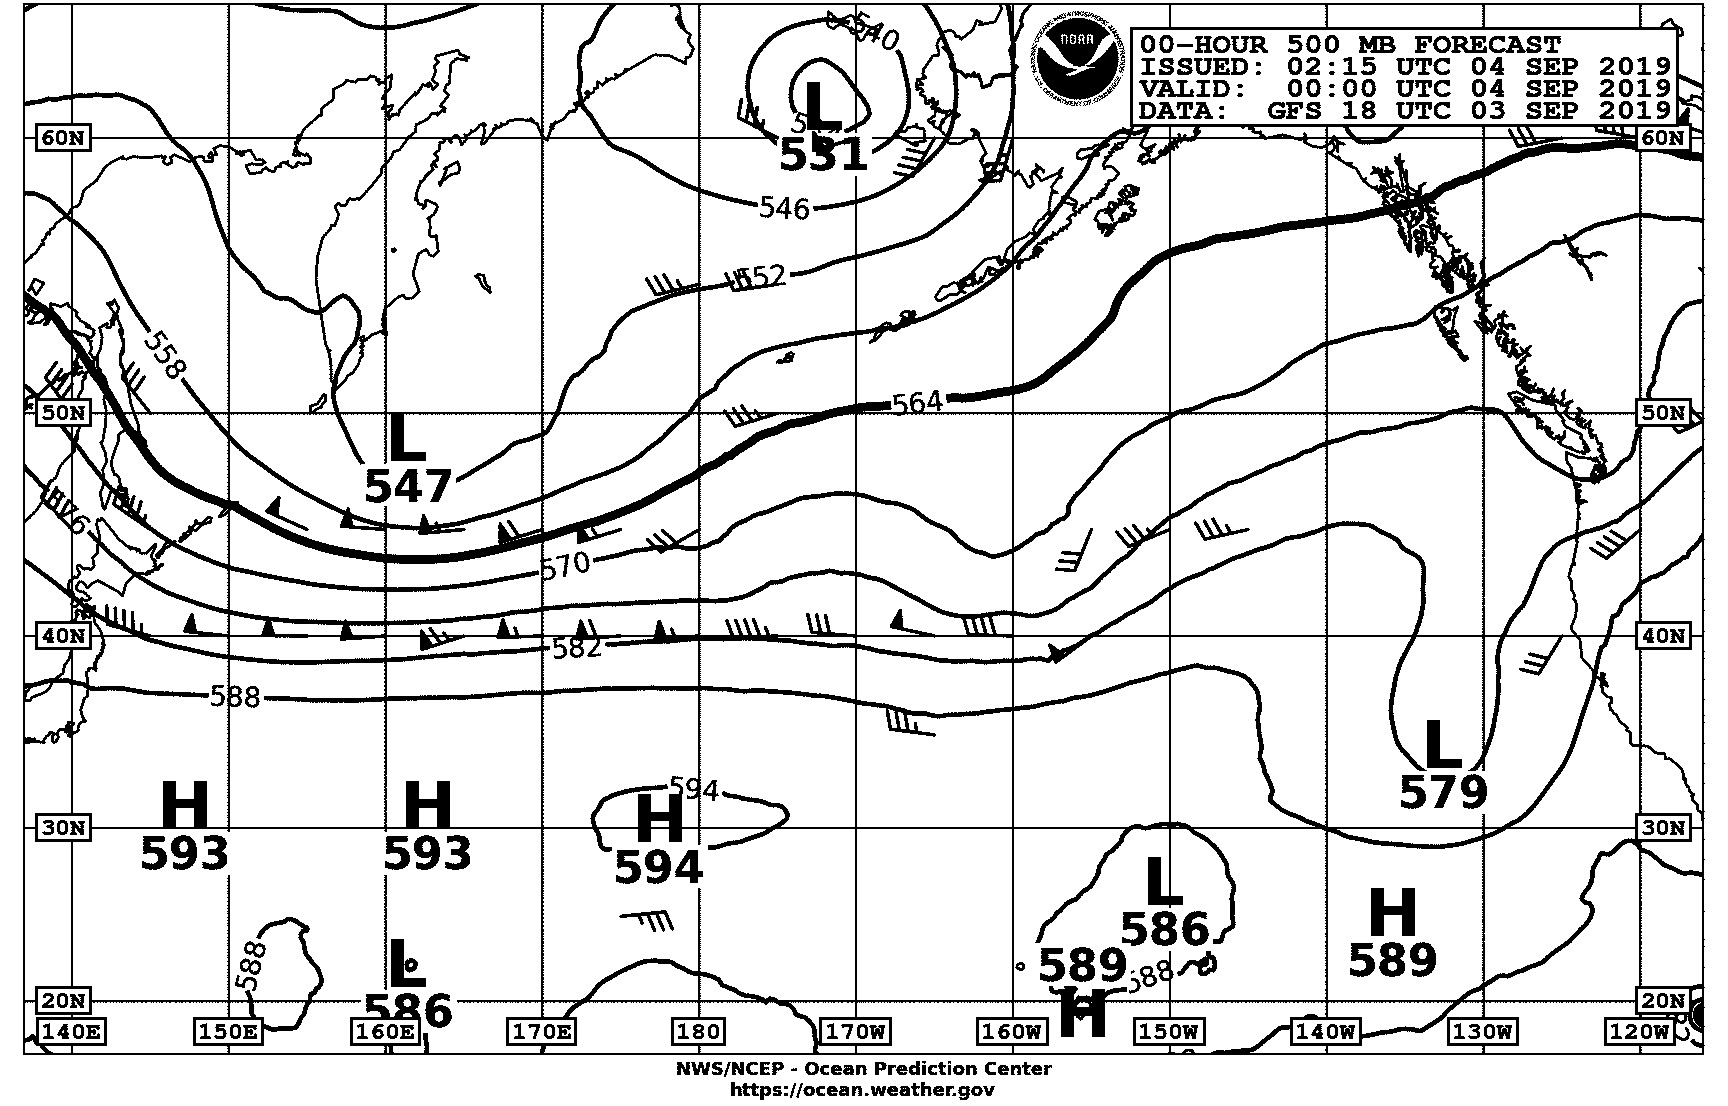 540
NOAA
00-HOUR 500 MB FORECAST
ISSUED: 02:15 UTC 04 SEP 2019
VALID: 00:00 UTC 04 SEP 2019
DATA: GFS 18 UTC 03 SEP 2019
L
531
60N
60N
546
552
558
564
50N
50N
L
547
570
582
40N
40N
588
L
579
594
H
593
H
593
H
594
30N
30N
L
586
H
589
588
L
586
589
H
588
20N
20N
140E 150E 160E 170E 180 170W 160W 150W 140W 130W 120W
NWS/NCEP - Ocean Prediction Center
https://ocean.weather.gov